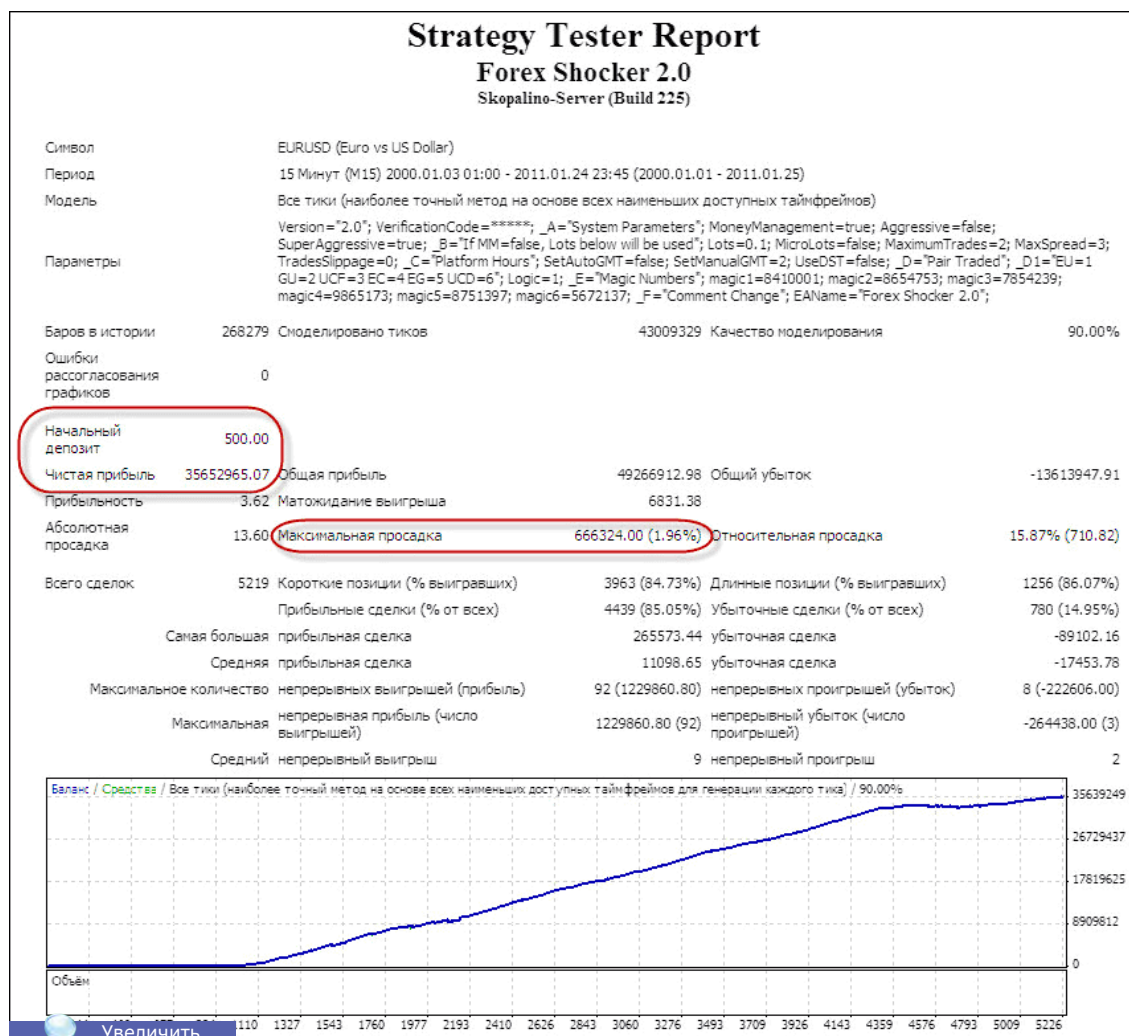 Strategy Tester Report
Forex Shocker 2.0
Skopalino-Server (Build 225)
Символ EURUSD (Euro vs US Dollar)
Период 15 Минут (M15) 2000.01.03 01:00 - 2011.01.24 23:45 (2000.01.01 - 2011.01.25)
Модель Все тики (наиболее точный метод на основе всех наименьших доступных таймфреймов)
Параметры Version="2.0"; VerificationCode=*****; _A="System Parameters"; MoneyManagement=true; Aggressive=false;
SuperAggressive=true; _B="If MM=false, Lots below will be used"; Lots=0.1; MicroLots=false; MaximumTrades=2; MaxSpread=3;
TradesSlippage=0; _C="Platform Hours"; SetAutoGMT=false; SetManualGMT=2; UseDST=false; _D="Pair Traded"; _D1="EU=1
GU=2 UCF=3 EC=4 EG=5 UCD=6"; Logic=1; _E="Magic Numbers"; magic1=8410001; magic2=8654753; magic3=7854239;
magic4=9865173; magic5=8751397; magic6=5672137; _F="Comment Change"; EAName="Forex Shocker 2.0";
Баров в истории 268279 Смоделировано тиков 43009329 Качество моделирования 90.00%
Ошибки
рассогласования
графиков 0
Начальный
депозит 500.00
Чистая прибыль 35652965.07 Общая прибыль 49266912.98 Общий убыток -13613947.91
Прибыльность 3.62 Матожидание выигрыша 6831.38
Абсолютная
просадка 13.60 Максимальная просадка 666324.00 (1.96%) Относительная просадка 15.87% (710.82)
Всего сделок 5219 Короткие позиции (% выигравших) 3963 (84.73%) Длинные позиции (% выигравших) 1256 (86.07%)
Прибыльные сделки (% от всех) 4439 (85.05%) Убыточные сделки (% от всех) 780 (14.95%)
Самая большая прибыльная сделка 265573.44 убыточная сделка -89102.16
Средняя прибыльная сделка 11098.65 убыточная сделка -17453.78
Максимальное количество непрерывных выигрышей (прибыль) 92 (1229860.80) непрерывных проигрышей (убыток) 8 (-222606.00)
Максимальная непрерывная прибыль (число выигрышей) 1229860.80 (92) непрерывный убыток (число проигрышей) -264438.00 (3)
Средний непрерывный выигрыш 9 непрерывный проигрыш 2
Баланс / Средства / Все тики (наиболее точный метод на основе всех наименьших доступных таймфреймов для генерации каждого тика) / 90.00%
35639249
26729437
17819625
8909812
0
Объём
1110 1327 1543 1760 1977 2193 2410 2626 2843 3060 3276 3493 3709 3926 4143 4359 4576 4793 5009 5226
Увеличить